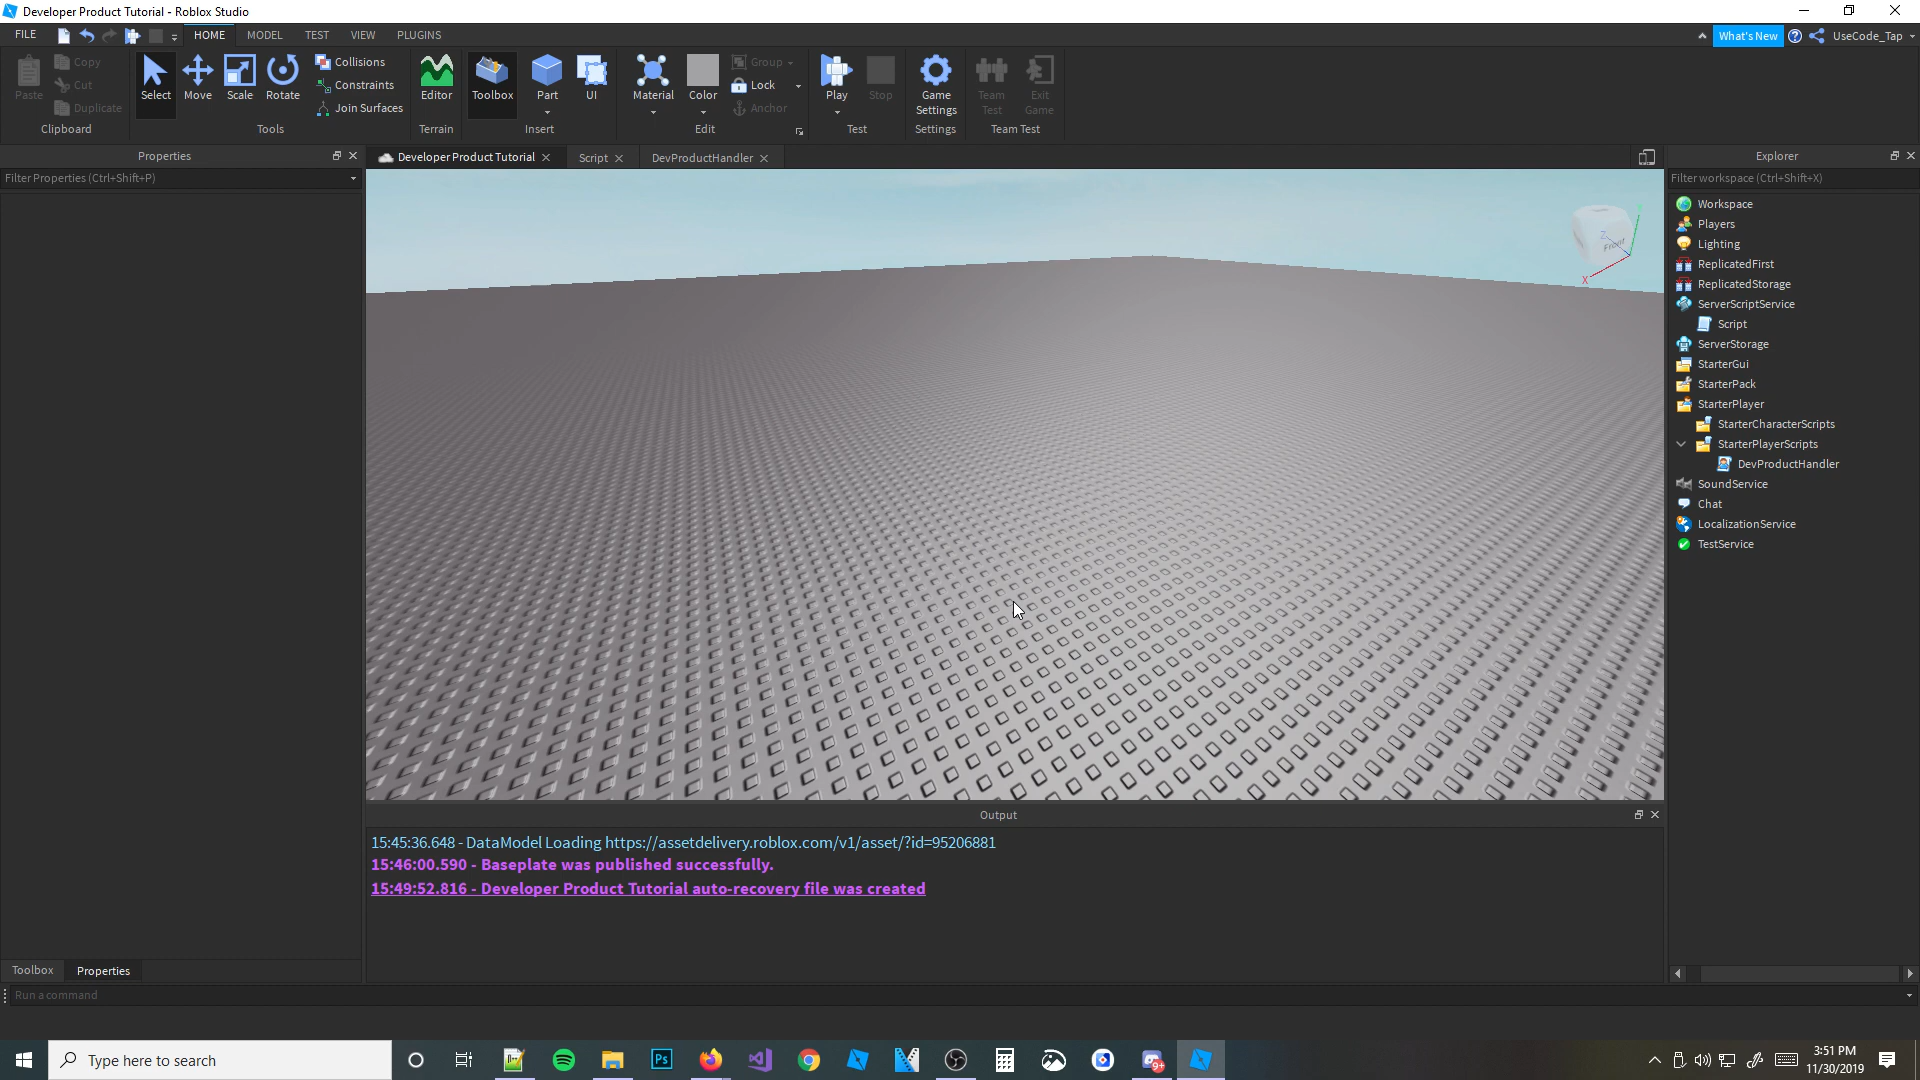 Developer Product Tutorial - Roblox Studio
FILE
HOME
MODEL
TEST
VIEW
PLUGINS
What's New
UseCode_Tap
Paste
Copy
Cut
Duplicate
Clipboard
Select
Move
Scale
Rotate
Collisions
Constraints
Join Surfaces
Tools
Editor
Terrain
Toolbox
Part
UI
Insert
Material
Color
Group
Lock
Anchor
Edit
Play
Stop
Test
Game
Settings
Settings
Team
Test
Exit
Game
Team Test
Properties
Developer Product Tutorial
Script
DevProductHandler
Explorer
Filter Properties (Ctrl+Shift+P)
Filter workspace (Ctrl+Shift+X)
Front
X
Z
Workspace
Players
Lighting
ReplicatedFirst
ReplicatedStorage
ServerScriptService
Script
ServerStorage
StarterGui
StarterPack
StarterPlayer
StarterCharacterScripts
StarterPlayerScripts
DevProductHandler
SoundService
Chat
LocalizationService
TestService
Output
15:45:36.648 - DataModel Loading https://assetdelivery.roblox.com/v1/asset/?id=95206881
15:46:00.590 - Baseplate was published successfully.
15:49:52.816 - Developer Product Tutorial auto-recovery file was created
Toolbox
Properties
Run a command
Type here to search
Ps
9+
3:51 PM
11/30/2019